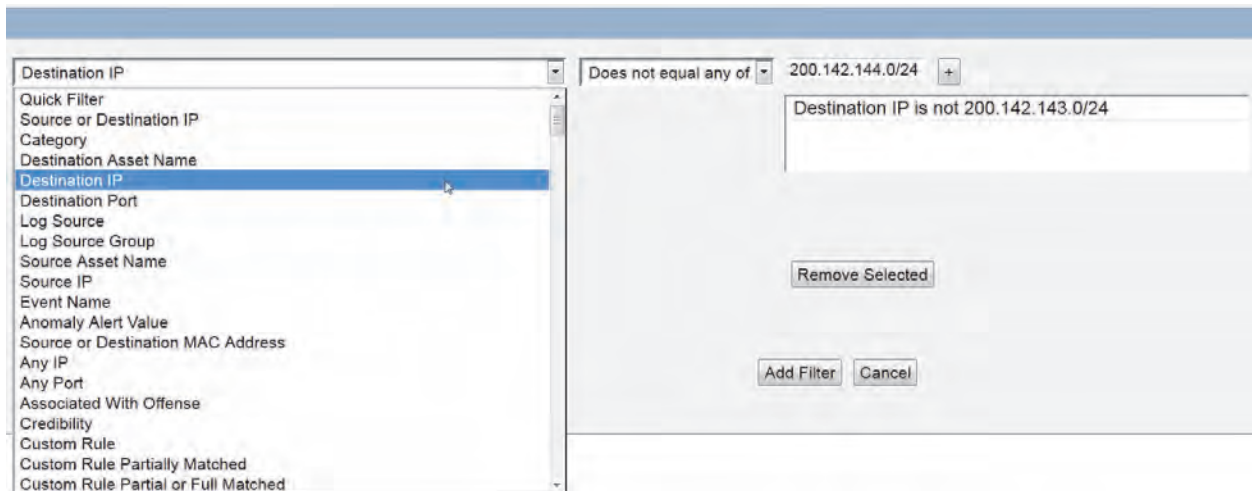 Destination IP
Does not equal any of
200.142.144.0/24
+
Destination IP is not 200.142.143.0/24
Quick Filter
Source or Destination IP
Category
Destination Asset Name
Destination IP
Destination Port
Log Source
Log Source Group
Source Asset Name
Source IP
Event Name
Anomaly Alert Value
Source or Destination MAC Address
Any IP
Any Port
Associated With Offense
Credibility
Custom Rule
Custom Rule Partially Matched
Custom Rule Partial or Full Matched
Remove Selected
Add Filter
Cancel